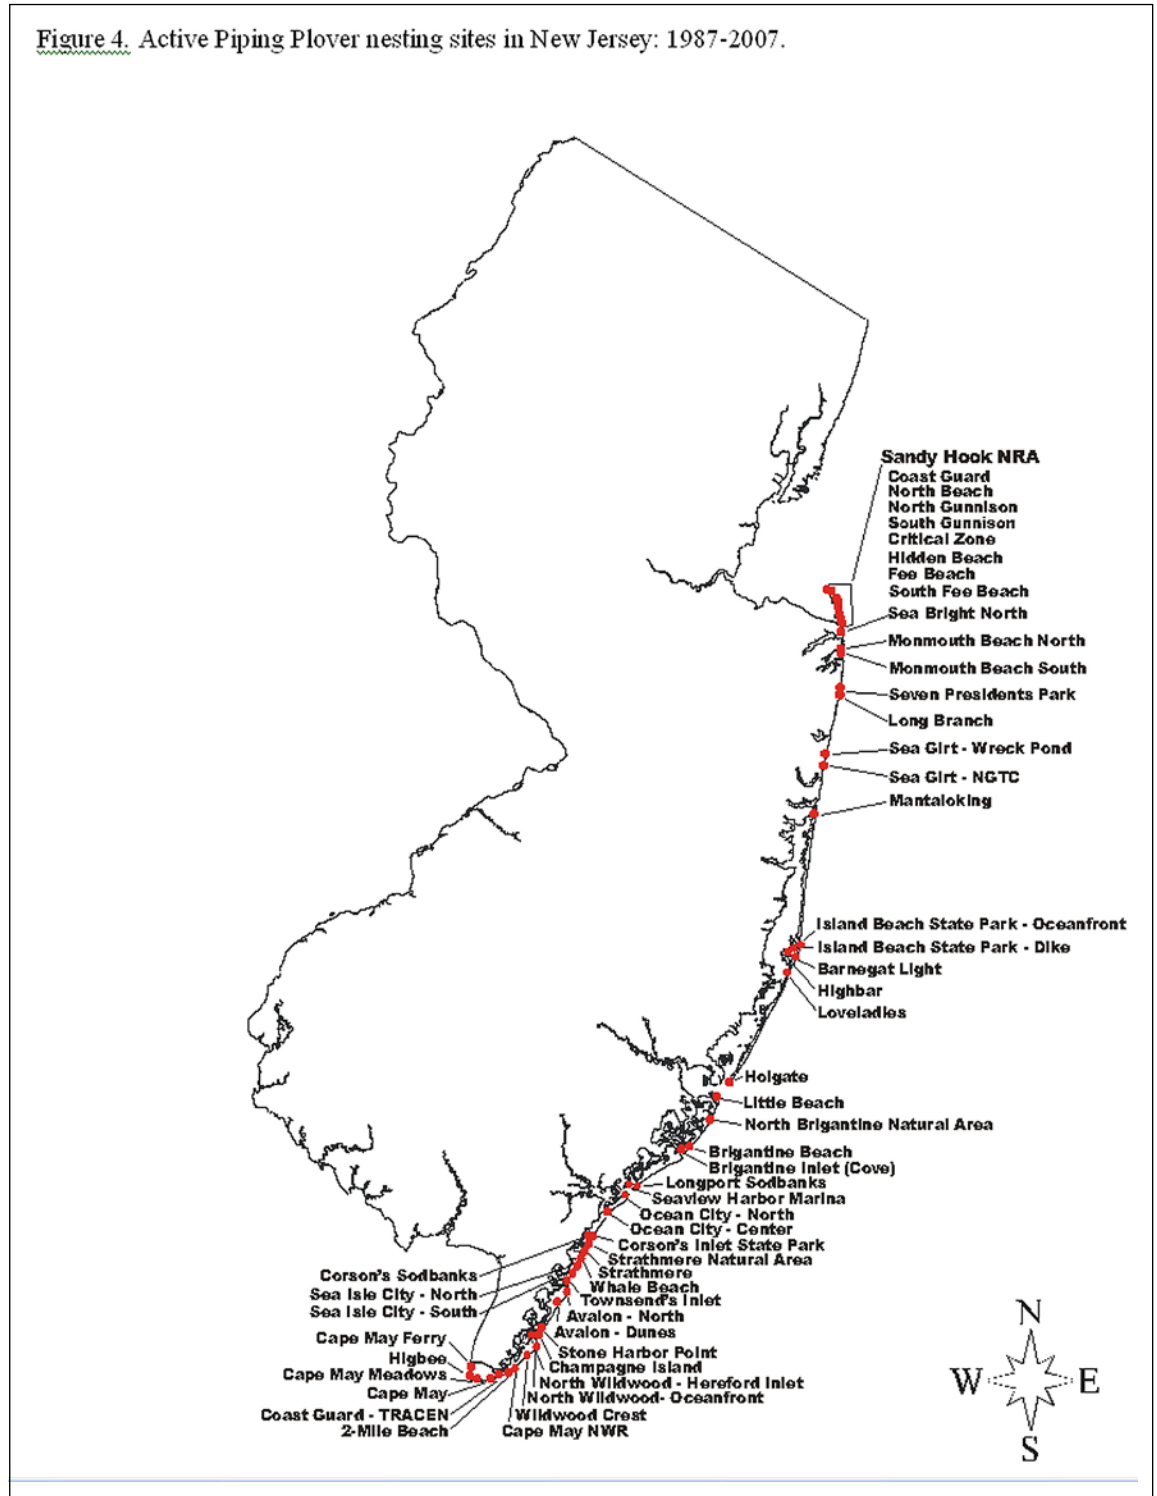 Figure 4. Active Piping Plover nesting sites in New Jersey: 1987-2007.
Sandy Hook NRA
Coast Guard
North Beach
North Gunnison
South Gunnison
Critical Zone
Hidden Beach
Fee Beach
South Fee Beach
Sea Bright North
Monmouth Beach North
Monmouth Beach South
Seven Presidents Park
Long Branch
Sea Girt - Wreck Pond
Sea Girt - NGTC
Mantaloking
Island Beach State Park - Oceanfront
Island Beach State Park - Dike
Barnegat Light
Highbar
Loveladies
Holgate
Little Beach
North Brigantine Natural Area
Brigantine Beach
Brigantine Inlet (Cove)
Longport Sodbanks
Seaview Harbor Marina
Ocean City - North
Ocean City - Center
Corson's Inlet State Park
Strathmere Natural Area
Strathmere
Whale Beach
Townsend's Inlet
Avalon - North
Avalon - Dunes
Stone Harbor Point
Champagne Island
North Wildwood - Hereford Inlet
North Wildwood- Oceanfront
Wildwood Crest
Cape May NWR
Corson's Sodbanks
Sea Isle City - North
Sea Isle City - South
Cape May Ferry
Higbee
Cape May Meadows
Cape May
Coast Guard - TRACEN
2-Mile Beach
N
W E
S